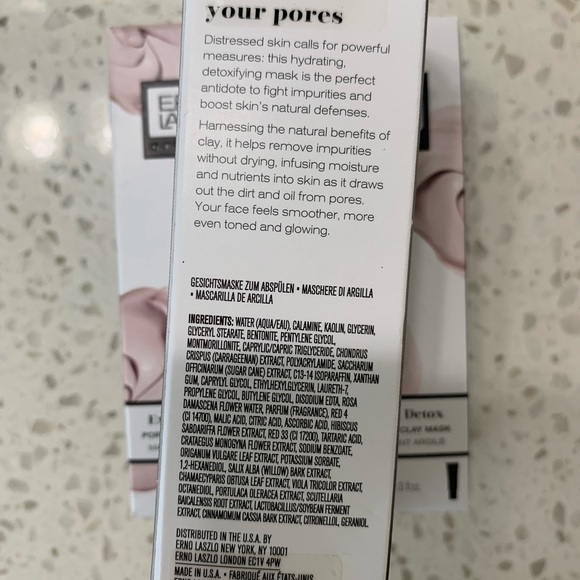 your pores
Distressed skin calls for powerful
measures: this hydrating,
detoxifying mask is the perfect
antidote to fight impurities and
boost skin's natural defenses.
Harnessing the natural benefits of
clay, it helps remove impurities
without drying, infusing moisture
and nutrients into skin as it draws
out the dirt and oil from pores.
Your face feels smoother, more
even toned and glowing.
GESICHTSMASKE ZUM ABSPÜLEN • MASCHERE DI ARGILLA
• MASCARILLA DE ARCILLA
INGREDIENTS: WATER (AQUA/EAU), CALAMINE, KAOLIN, GLYCERIN,
GLYCERYL STEARATE, BENTONITE, PENTYLENE GLYCOL,
MONTMORILLONITE, CAPRYLIC/CAPRIC TRIGLYCERIDE, CHONDRUS
CRISPUS (CARRAGEENAN) EXTRACT, POLYACRYLAMIDE, SACCHARUM
OFFICINARUM (SUGAR CANE) EXTRACT, C13-14 ISOPARAFFIN, XANTHAN
GUM, CAPRYLYL GLYCOL, ETHYLHEXYLGLYCERIN, LAURETH-7,
PROPYLENE GLYCOL, BUTYLENE GLYCOL, DISODIUM EDTA, ROSA
DAMASCENA FLOWER WATER, PARFUM (FRAGRANCE), RED 4
(CI 14700), MALIC ACID, CITRIC ACID, ASCORBIC ACID, HIBISCUS
SABDARIFFA FLOWER EXTRACT, RED 33 (CI 17200), TARTARIC ACID,
CRATAEGUS MONOGYNA FLOWER EXTRACT, SODIUM BENZOATE,
ORIGANUM VULGARE LEAF EXTRACT, POTASSIUM SORBATE,
1,2-HEXANEDIOL, SALIX ALBA (WILLOW) BARK EXTRACT,
CHAMAECYPARIS OBTUSA LEAF EXTRACT, VIOLA TRICOLOR EXTRACT,
OCTANEDIOL, PORTULACA OLERACEA EXTRACT, SCUTELLARIA
BAICALENSIS ROOT EXTRACT, LACTOBACILLUS/SOYBEAN FERMENT
EXTRACT, CINNAMOMUM CASSIA BARK EXTRACT, CITRONELLOL, GERANIOL.
DISTRIBUTED IN THE U.S.A. BY
ERNO LASZLO NEW YORK, NY 10001
ERNO LASZLO LONDON EC1V 4PW
MADE IN U.S.A. • FABRIQUÉ AUX ÉTATS-UNIS
Detox
CLAY MASK